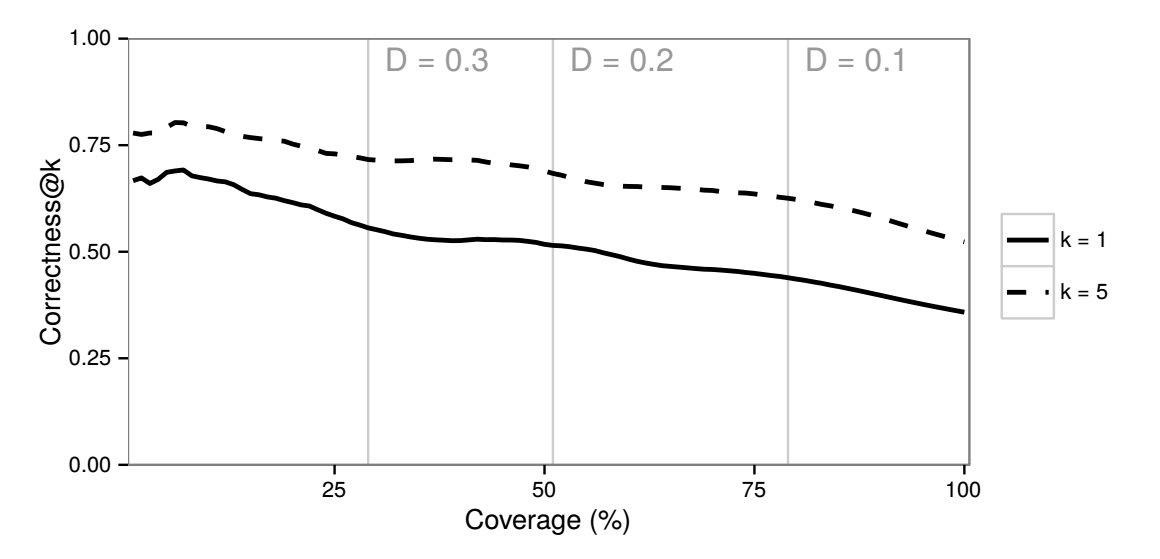 1.00
0.75
0.50
0.25
0.00
Correctness@k
D = 0.3
D = 0.2
D = 0.1
25
50
75
100
Coverage (%)
k = 1
k = 5